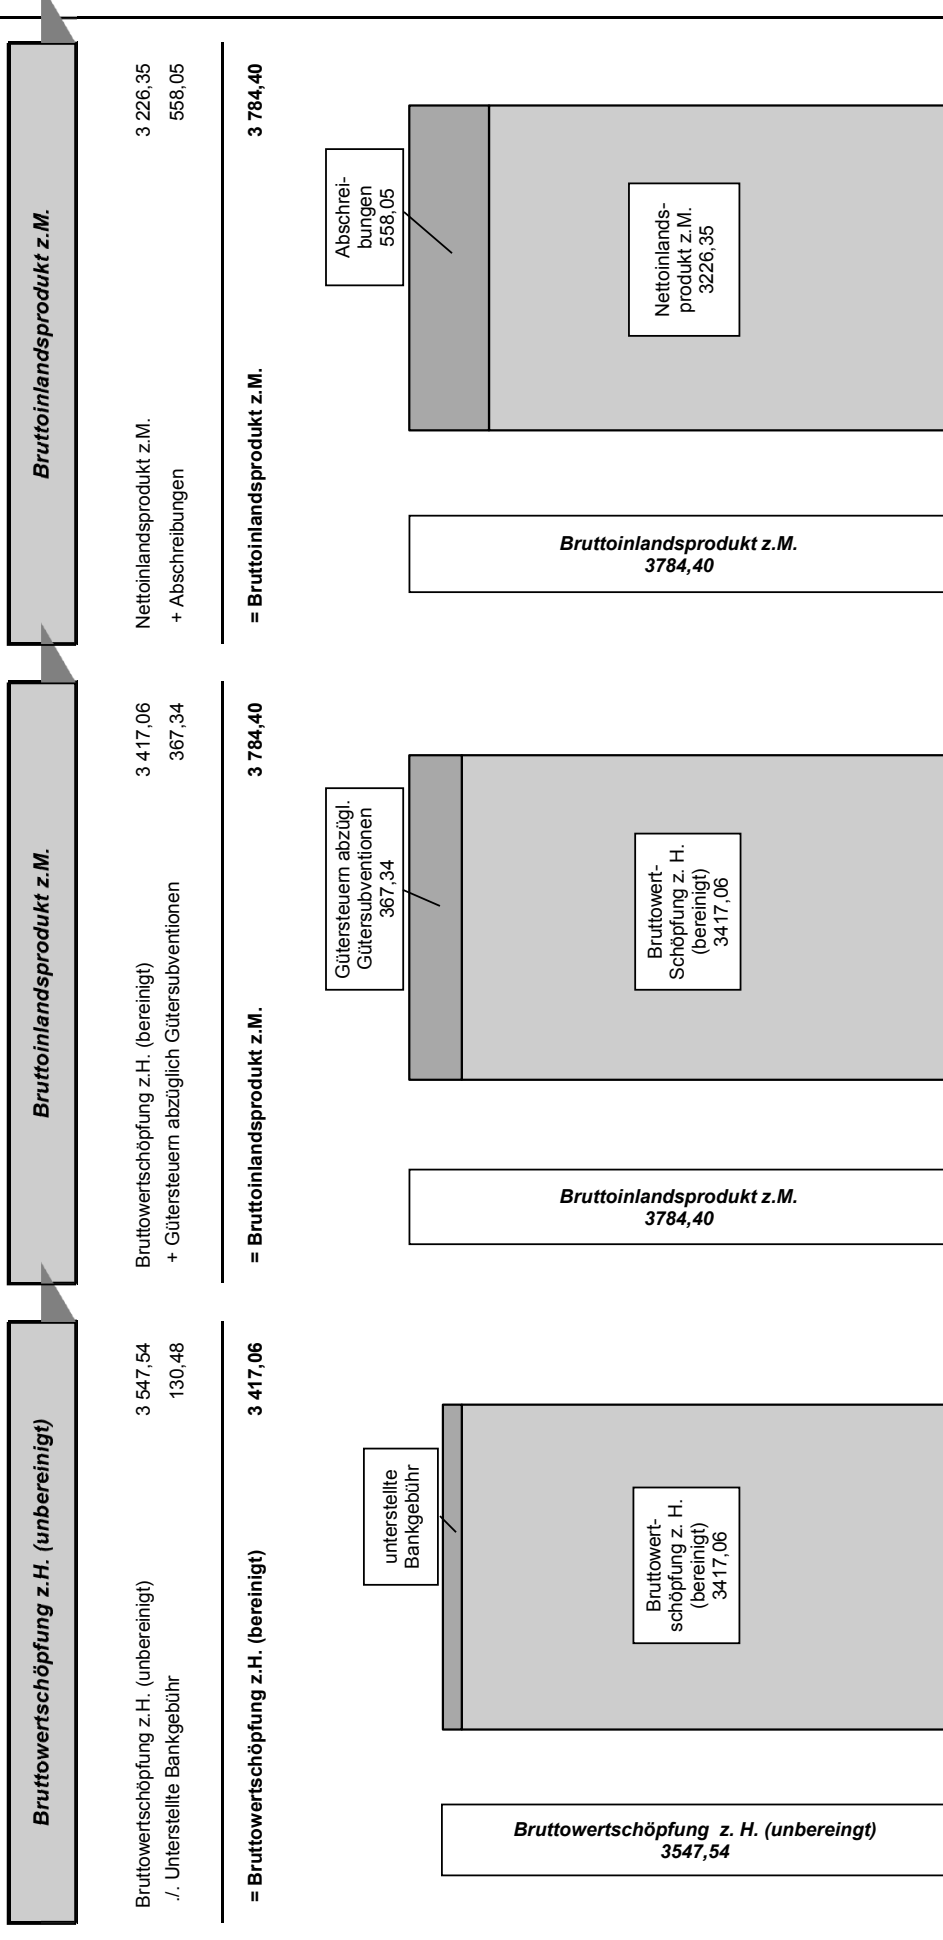 Bruttowertschöpfung z.H. (unbereinigt)
Bruttowertschöpfung z.H. (unbereinigt) 3 547,54
./. Unterstellte Bankgebühr 130,48
= Bruttowertschöpfung z.H. (bereinigt) 3 417,06
unterstellte
Bankgebühr
Bruttowert-
schöpfung z. H.
(bereinigt)
3417,06
Bruttowertschöpfung z. H. (unbereingt)
3547,54
Bruttoinlandsprodukt z.M.
Bruttowertschöpfung z.H. (bereinigt) 3 417,06
+ Gütersteuern abzüglich Gütersubventionen 367,34
= Bruttoinlandsprodukt z.M. 3 784,40
Gütersteuern abzügl.
Gütersubventionen
367,34
Bruttowert-
Schöpfung z. H.
(bereinigt)
3417,06
Bruttoinlandsprodukt z.M.
3784,40
Bruttoinlandsprodukt z.M.
Nettoinlandsprodukt z.M. 3 226,35
+ Abschreibungen 558,05
= Bruttoinlandsprodukt z.M. 3 784,40
Abschrei-
bungen
558,05
Nettoinlands-
produkt z.M.
3226,35
Bruttoinlandsprodukt z.M.
3784,40